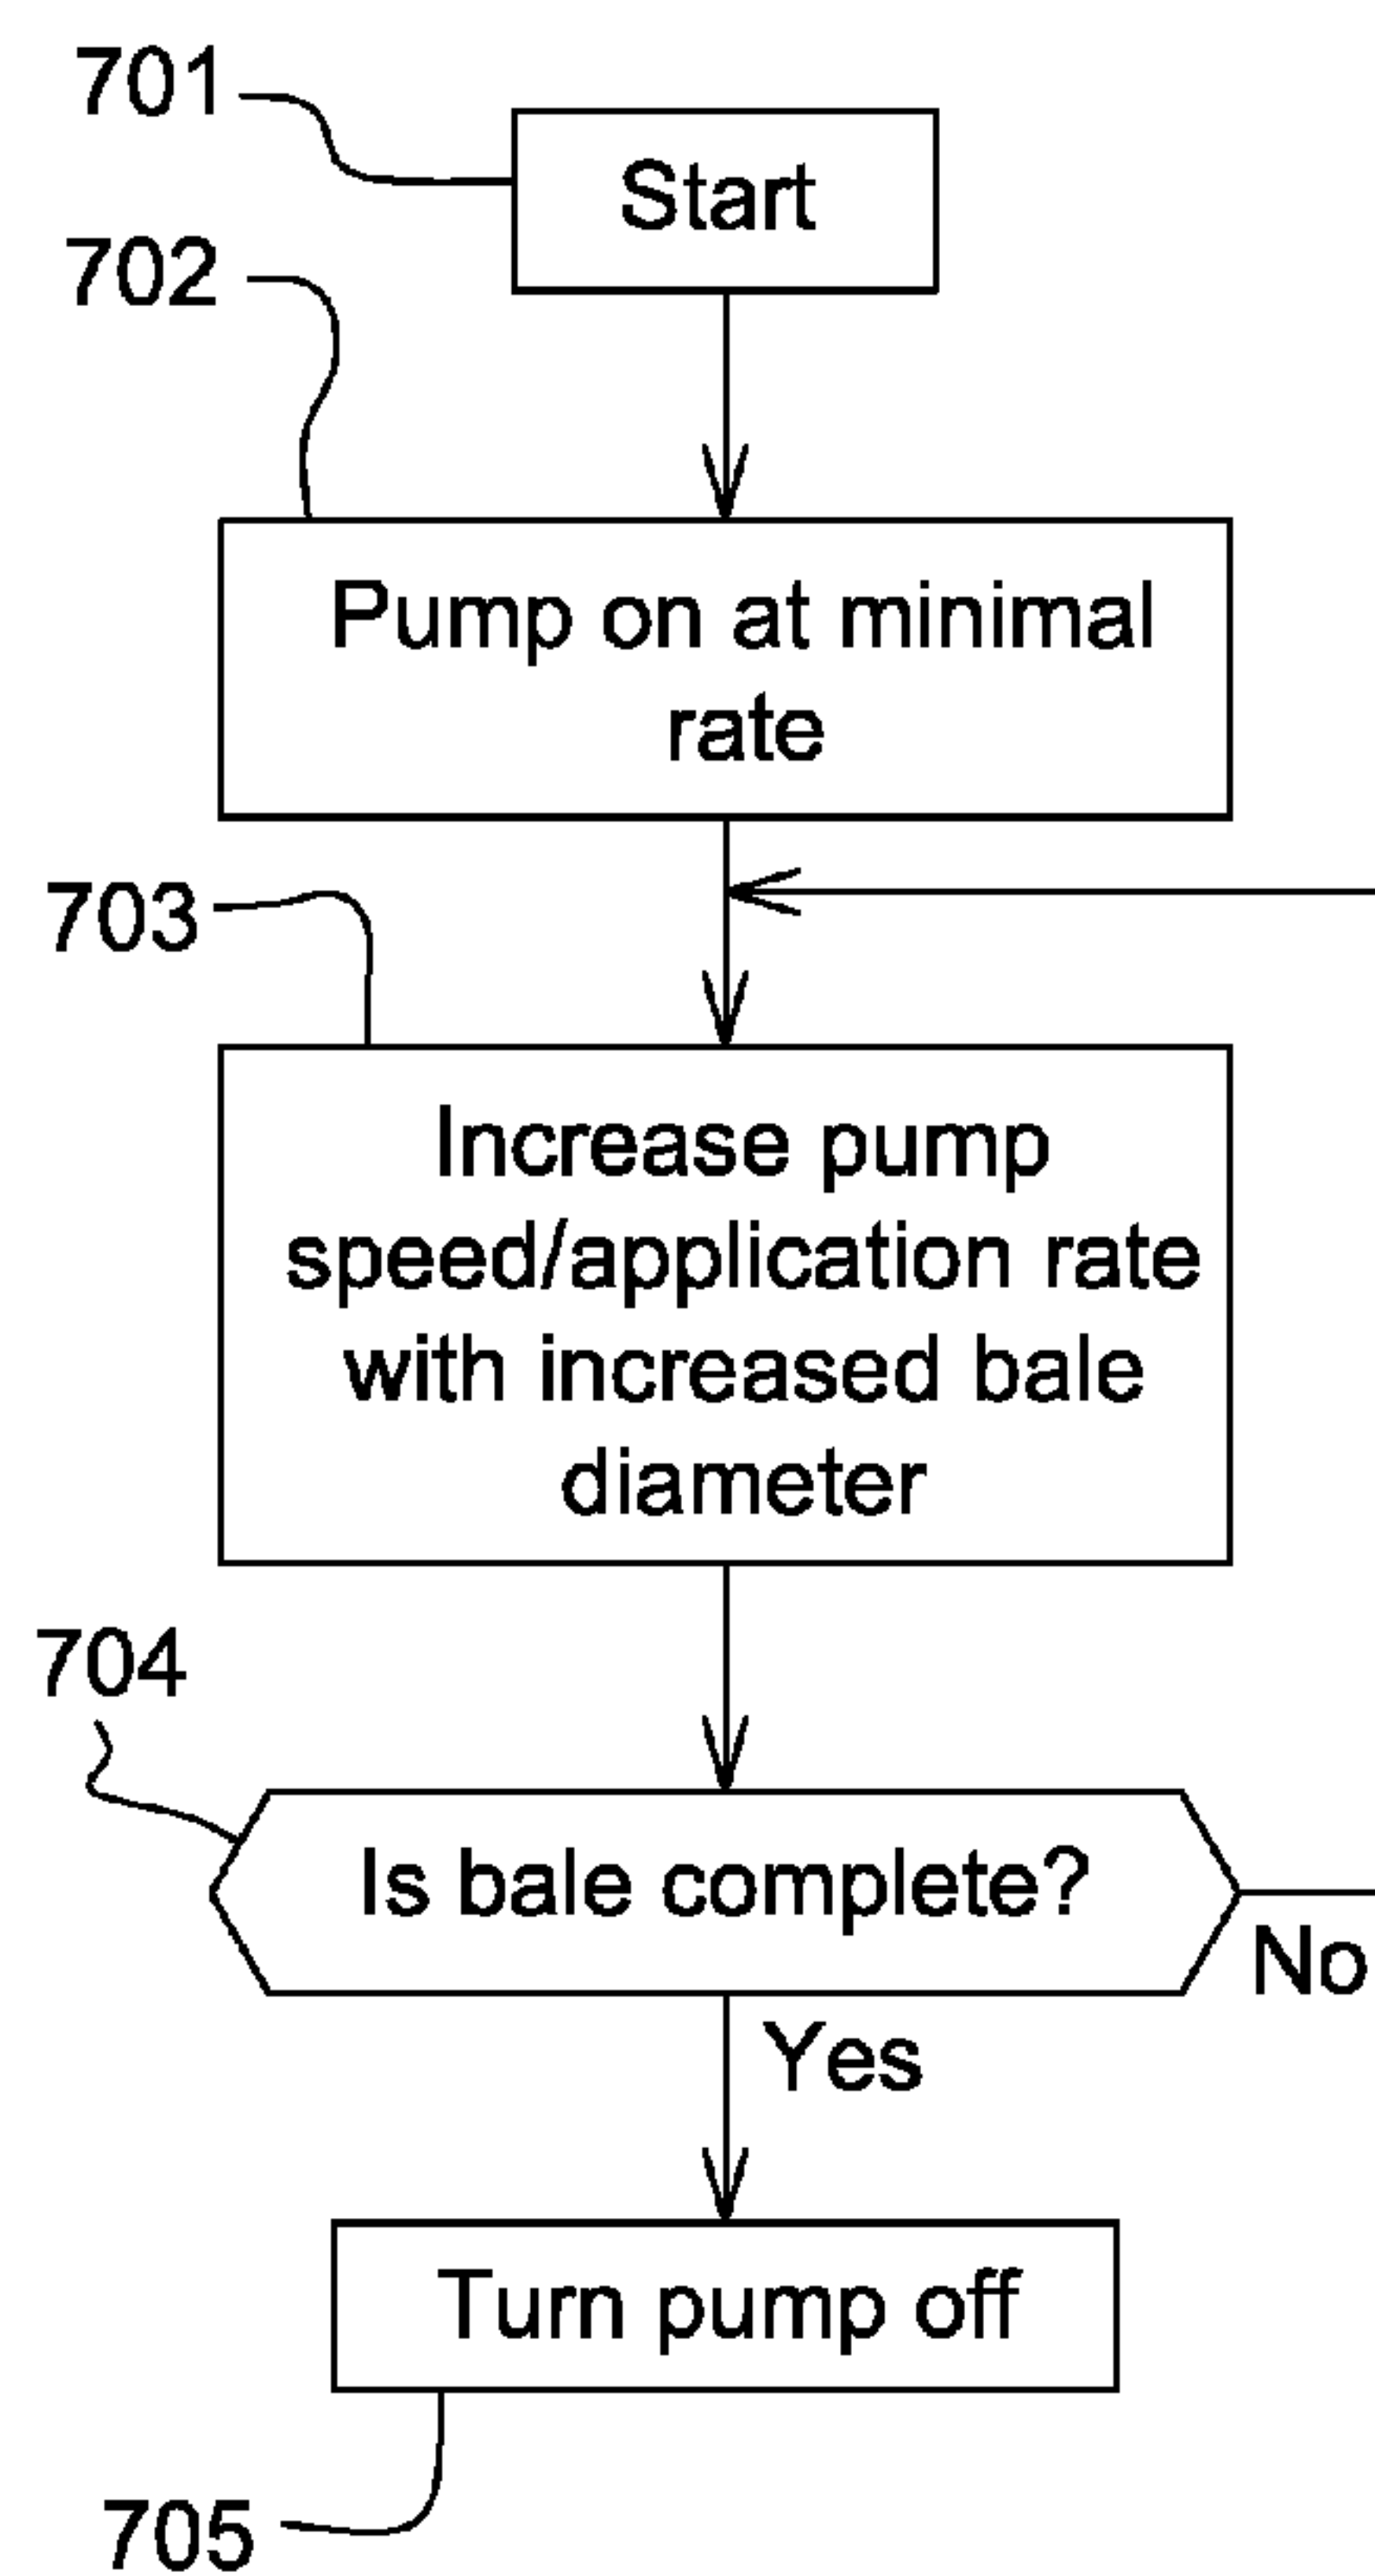 701
Start
702
Pump on at minimal
rate
703
Increase pump
speed/application rate
with increased bale
diameter
704
Is bale complete?
No
Yes
Turn pump off
705